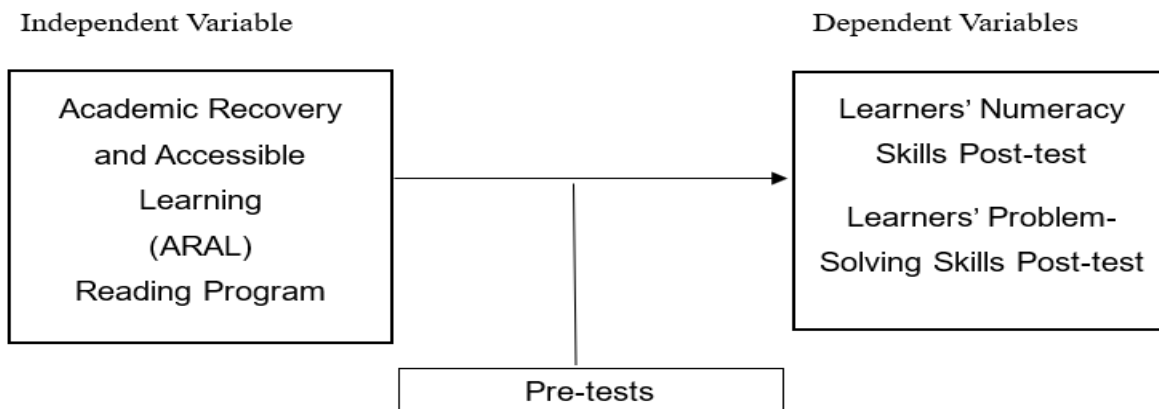 Independent Variable
Dependent Variables
Academic Recovery
and Accessible
Learning
(ARAL)
Reading Program
Learners’ Numeracy
Skills Post-test
Learners’ Problem-
Solving Skills Post-test
Pre-tests